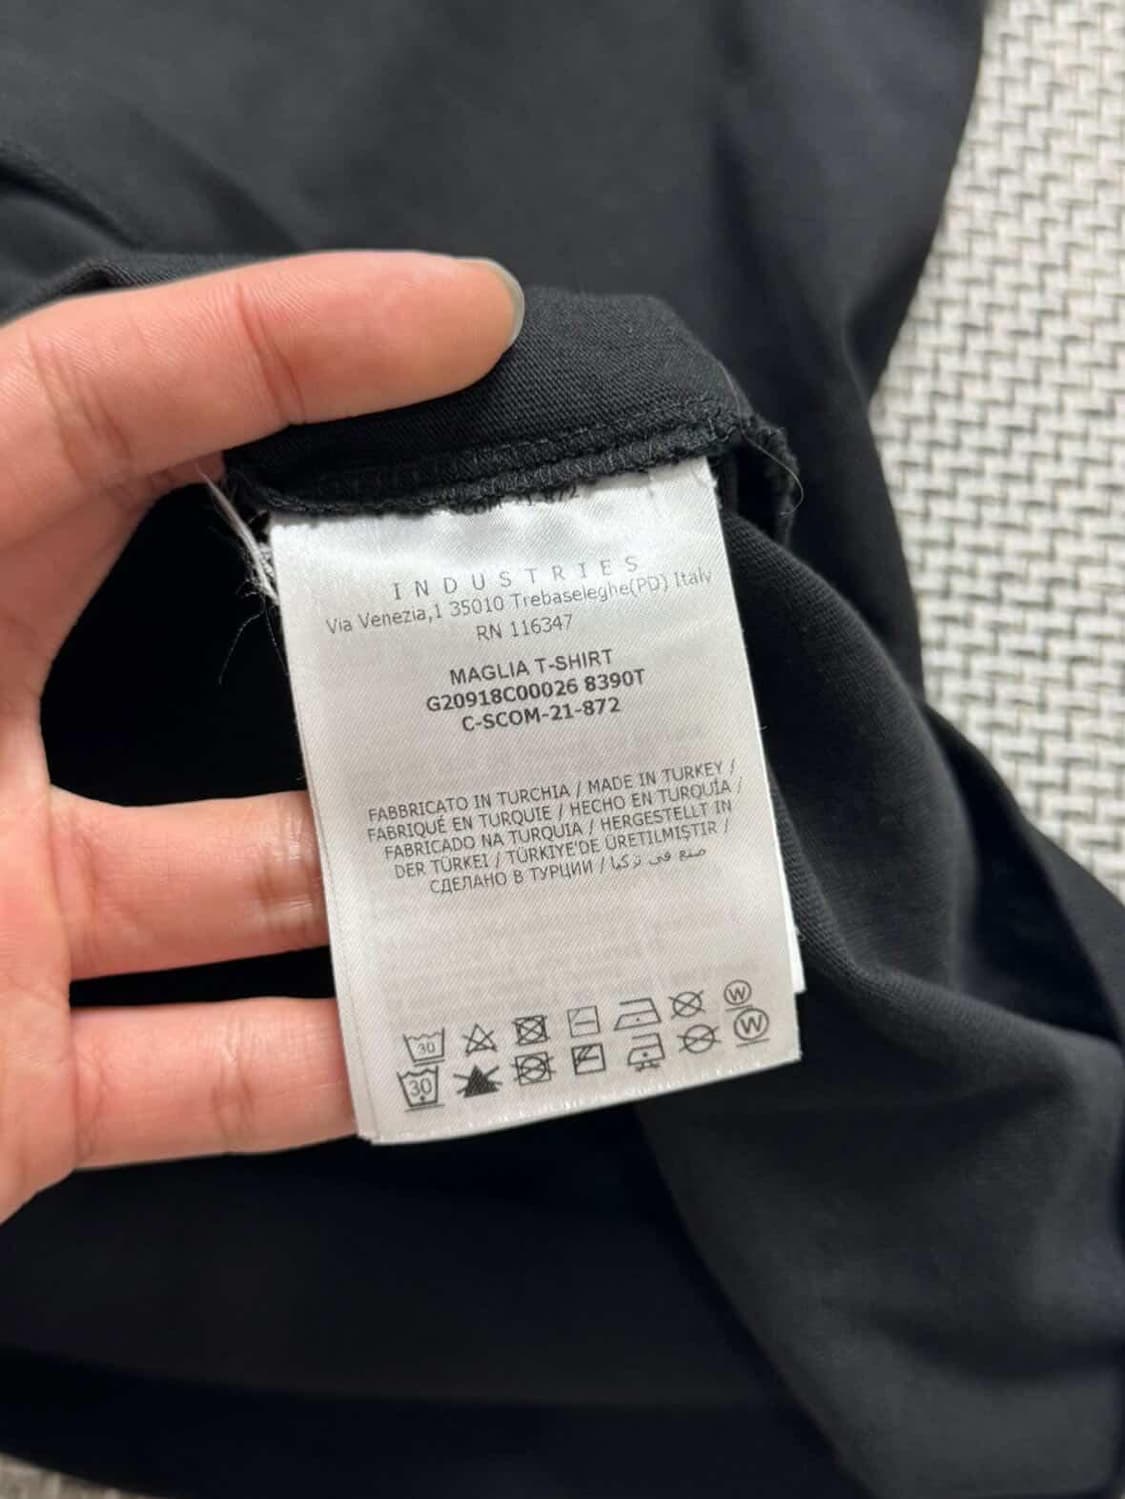 INDUSTRIES
Via Venezia,1 35010 Trebaseleghe(PD) Italy
RN 116347
MAGLIA T-SHIRT
G20918C00026 8390T
C-SCOM-21-872
FABBRICATO IN TURCHIA / MADE IN TURKEY /
FABRIQUÉ EN TURQUIE / HECHO EN TURQUÍA /
FABRICADO NA TURQUIA / HERGESTELLT IN
DER TÜRKEI / TÜRKIYE'DE ÜRETILMIŞTIR /
СДЕЛАНО В ТУРЦИИ / صنع في تركيا
30 W
30 W